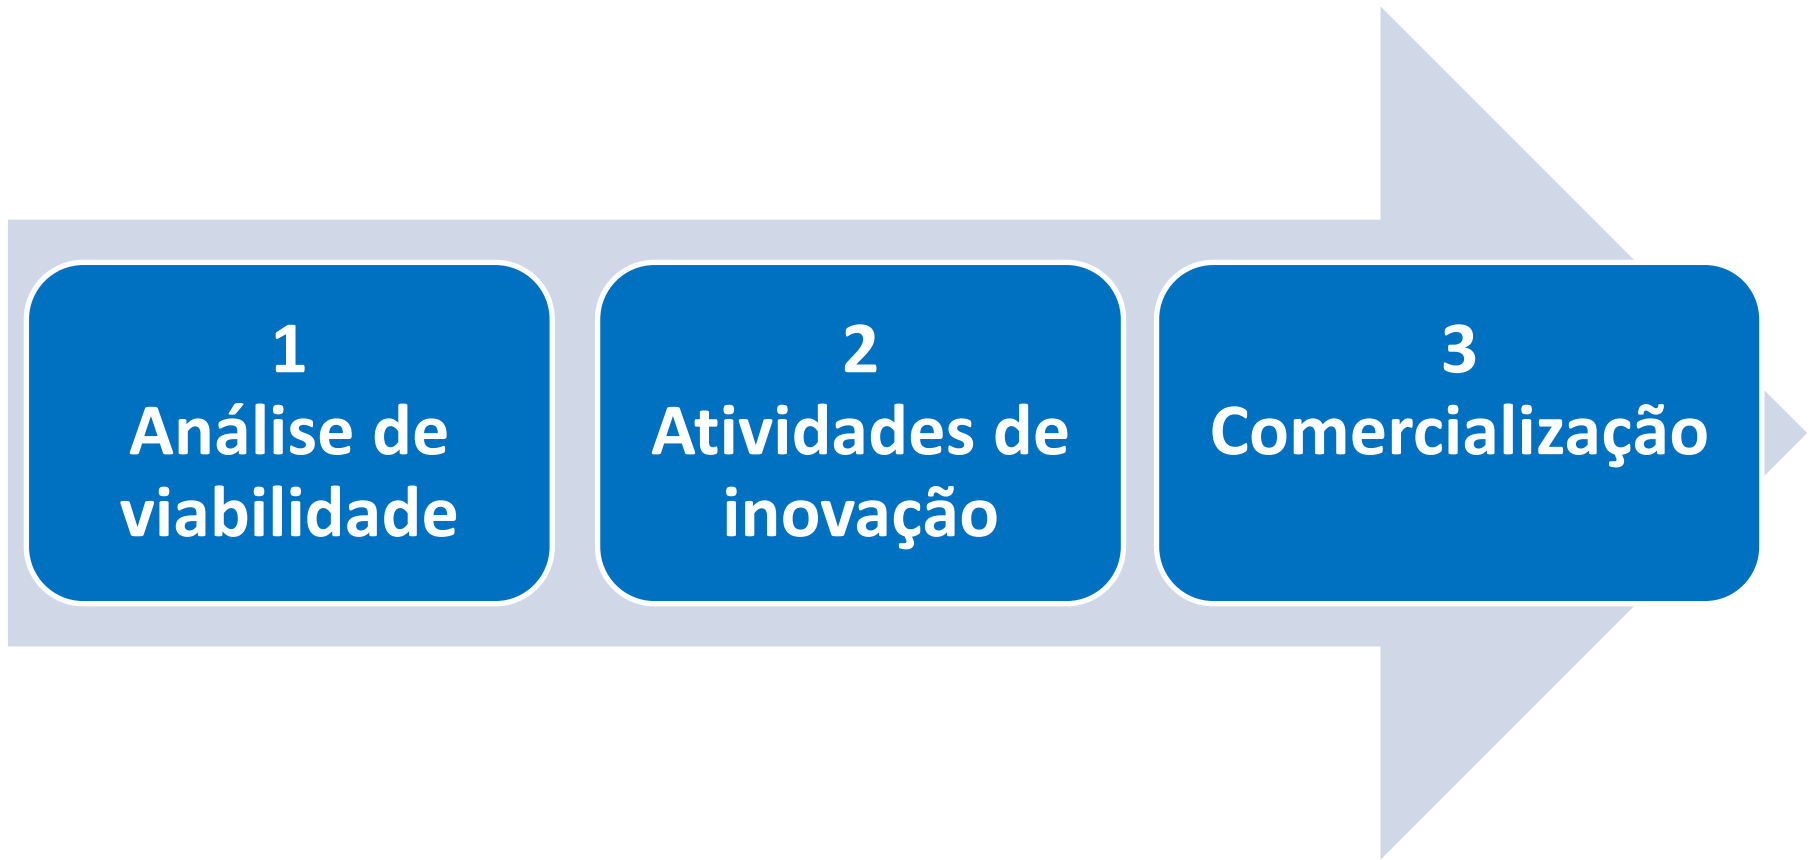 1
Análise de
viabilidade
2
Atividades de
inovação
3
Comercialização